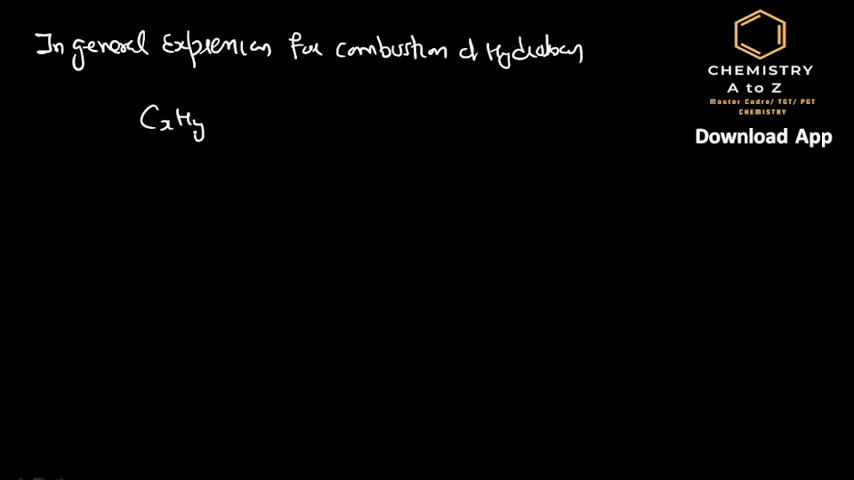 In general Expression for combustion of Hydrocarbon
CxHy
CHEMISTRY
A to Z
Master Cadre/ TGT/ PGT
CHEMISTRY
Download App